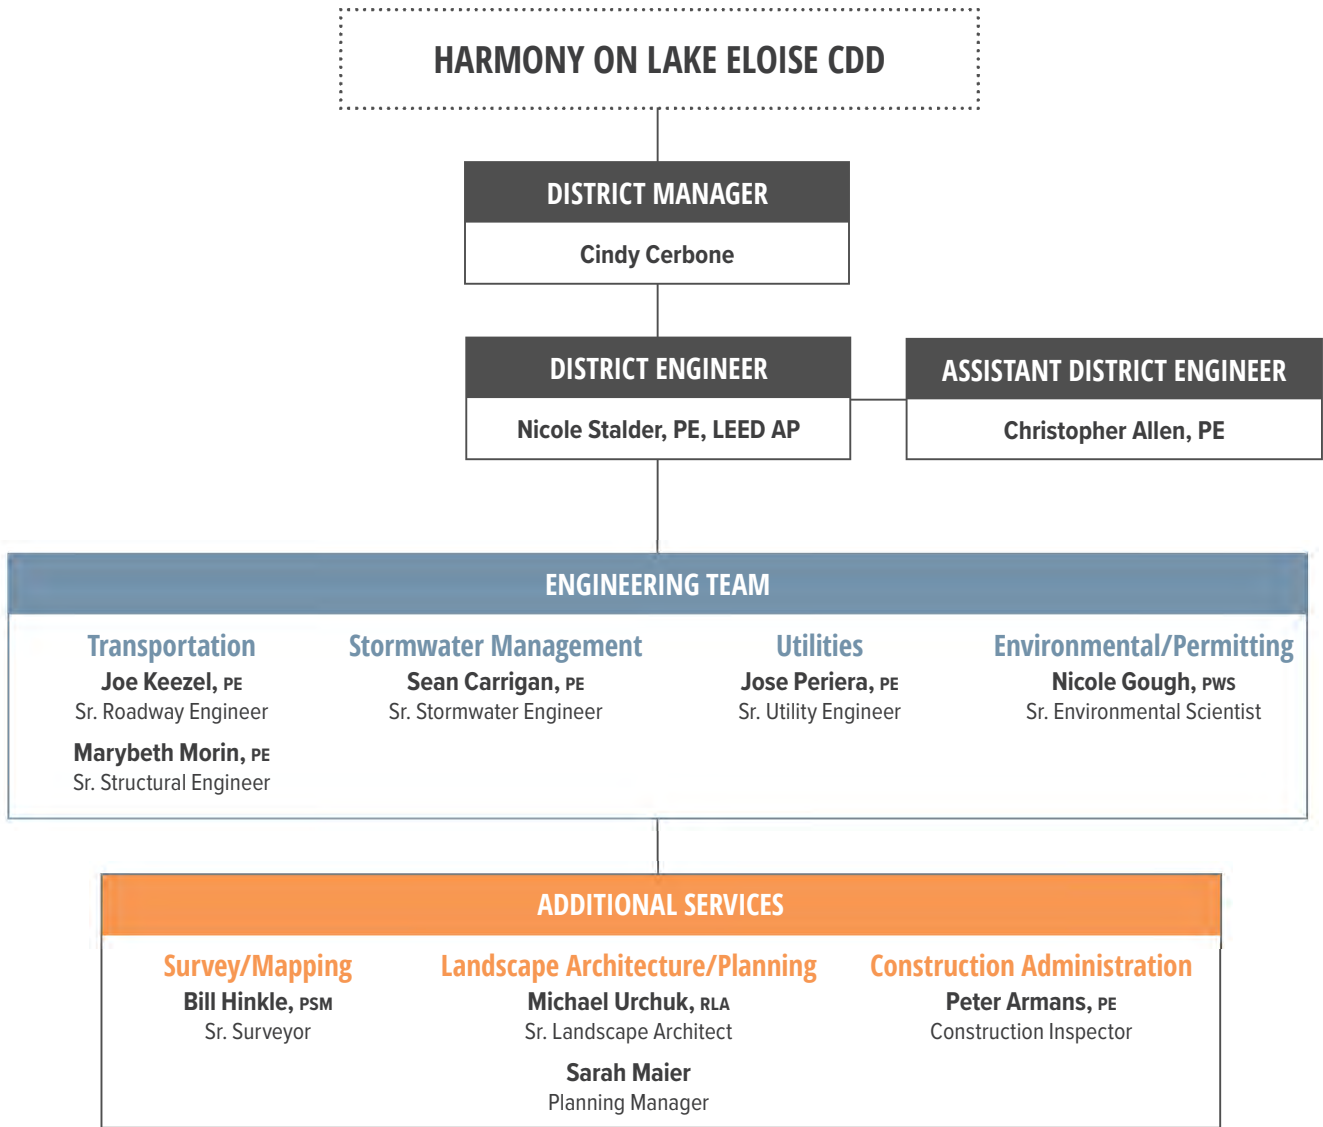 HARMONY ON LAKE ELOISE CDD
DISTRICT MANAGER
Cindy Cerbone
DISTRICT ENGINEER
Nicole Stalder, PE, LEED AP
ASSISTANT DISTRICT ENGINEER
Christopher Allen, PE
ENGINEERING TEAM
Transportation
Joe Keezel, PE
Sr. Roadway Engineer
Marybeth Morin, PE
Sr. Structural Engineer
Stormwater Management
Sean Carrigan, PE
Sr. Stormwater Engineer
Utilities
Jose Periera, PE
Sr. Utility Engineer
Environmental/Permitting
Nicole Gough, PWS
Sr. Environmental Scientist
ADDITIONAL SERVICES
Survey/Mapping
Bill Hinkle, PSM
Sr. Surveyor
Landscape Architecture/Planning
Michael Urchuk, RLA
Sr. Landscape Architect
Sarah Maier
Planning Manager
Construction Administration
Peter Armans, PE
Construction Inspector